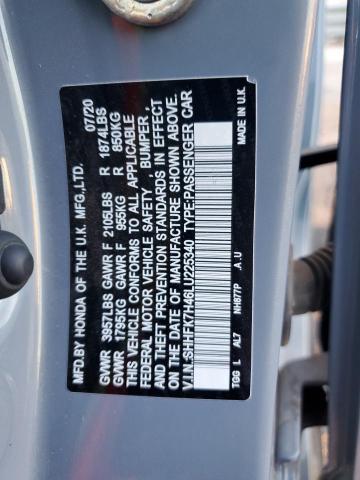 MFD.BY HONDA OF THE U.K. MFG.,LTD. 07/20
GVWR 3957LBS GAWR F 2105LBS R 1874LBS
GVWR 1795KG GAWR F 955KG R 850KG
THIS VEHICLE CONFORMS TO ALL APPLICABLE
FEDERAL MOTOR VEHICLE SAFETY , BUMPER ,
AND THEFT PREVENTION STANDARDS IN EFFECT
ON THE DATE OF MANUFACTURE SHOWN ABOVE.
V.I.N.:SHHFK7H46LU225340 TYPE:PASSENGER CAR
TGG L AL7 NH877P A.U MADE IN U.K.